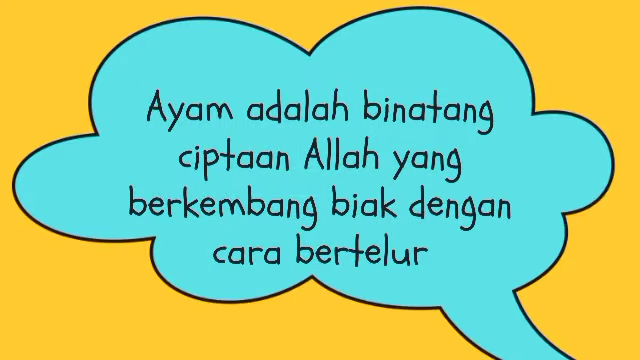 Ayam adalah binatang
ciptaan Allah yang
berkembang biak dengan
cara bertelur